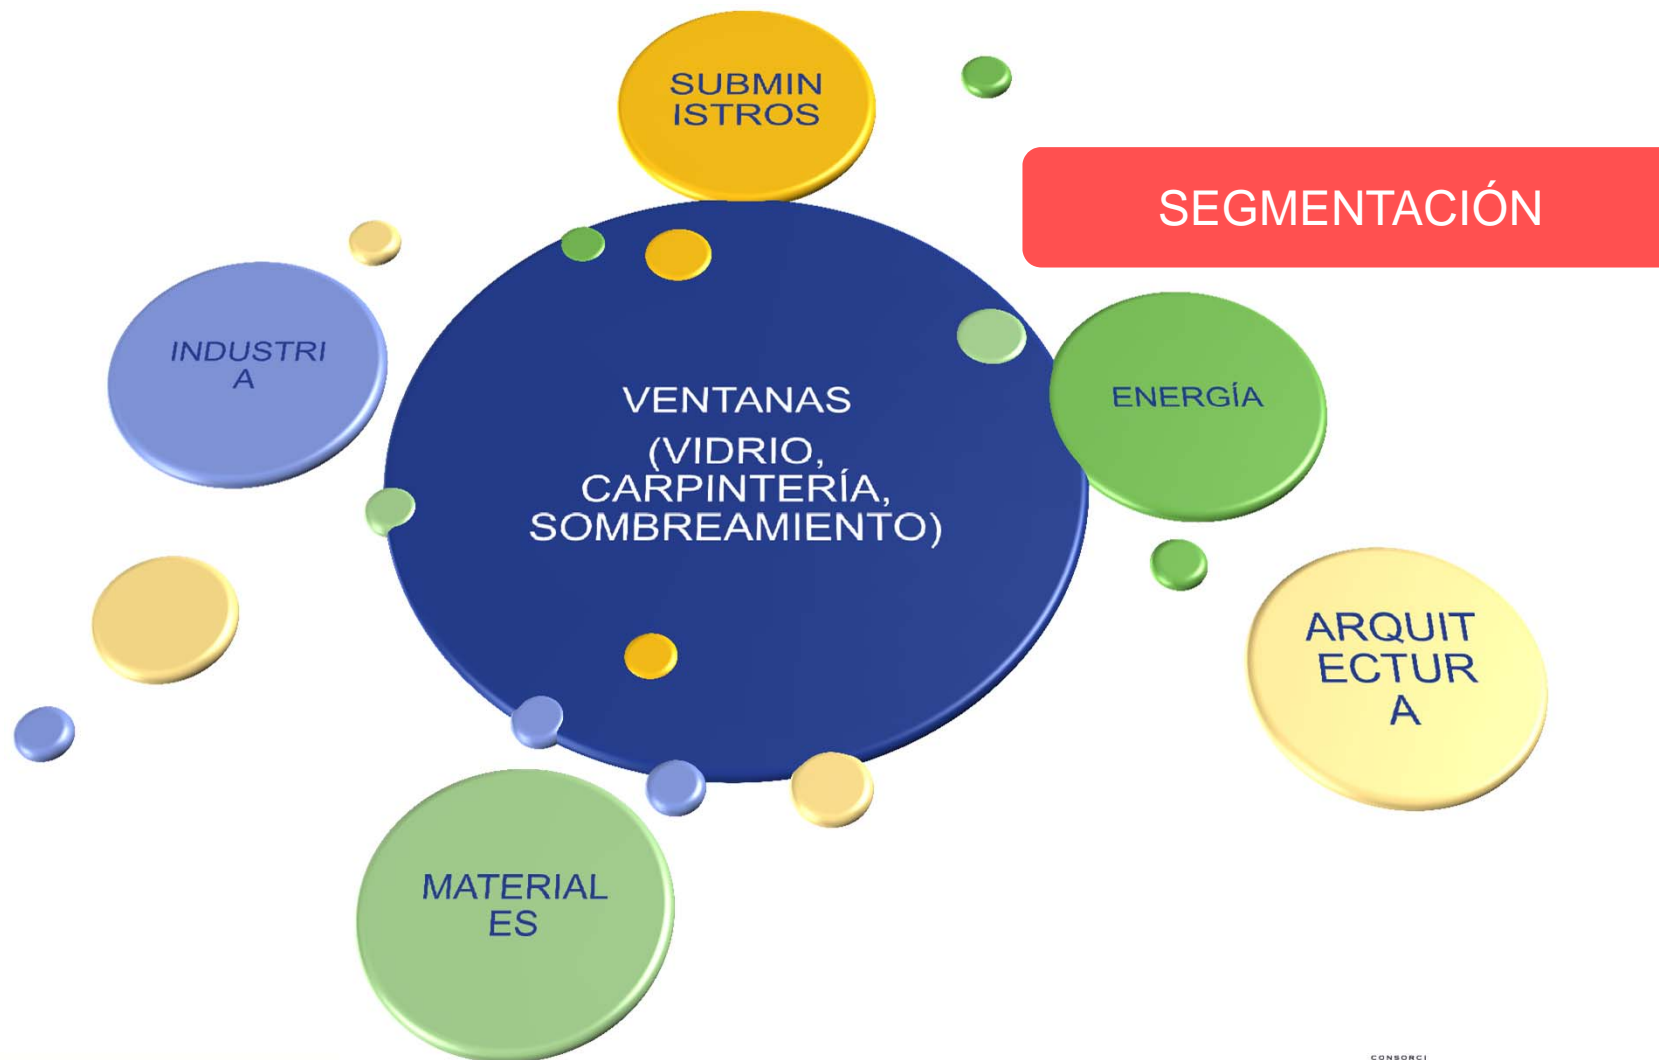 SUBMIN
ISTROS
SEGMENTACIÓN
INDUSTRI
A
VENTANAS
(VIDRIO,
CARPINTERÍA,
SOMBREAMIENTO)
ENERGÍA
ARQUIT
ECTUR
A
MATERIAL
ES
CONSORCI